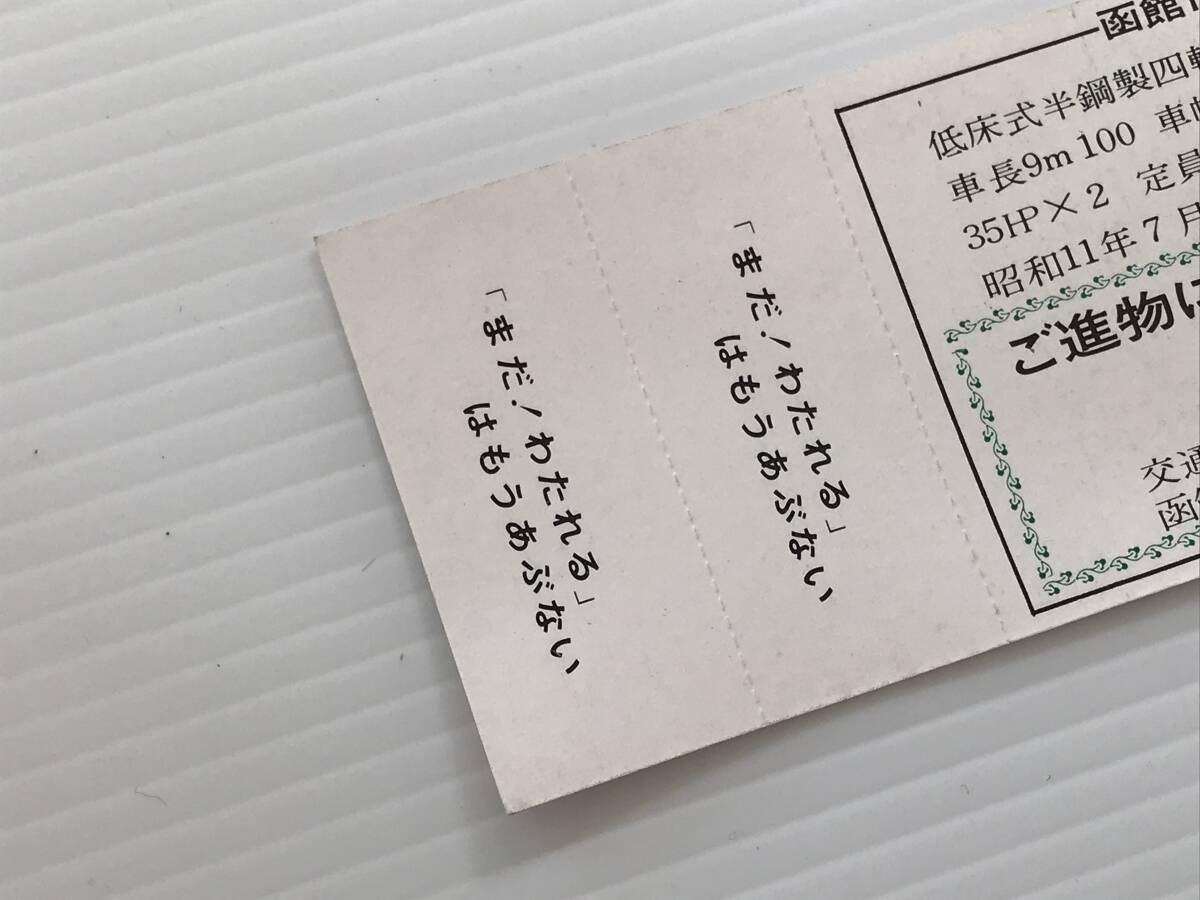 函館
低床式半鋼製四
車長9m100 車
35HP×2 定員
昭和11年7月
ご進物に
交通
函
「まだ!わたれる」
はもうあぶない
「まだ!わたれる」
はもうあぶない